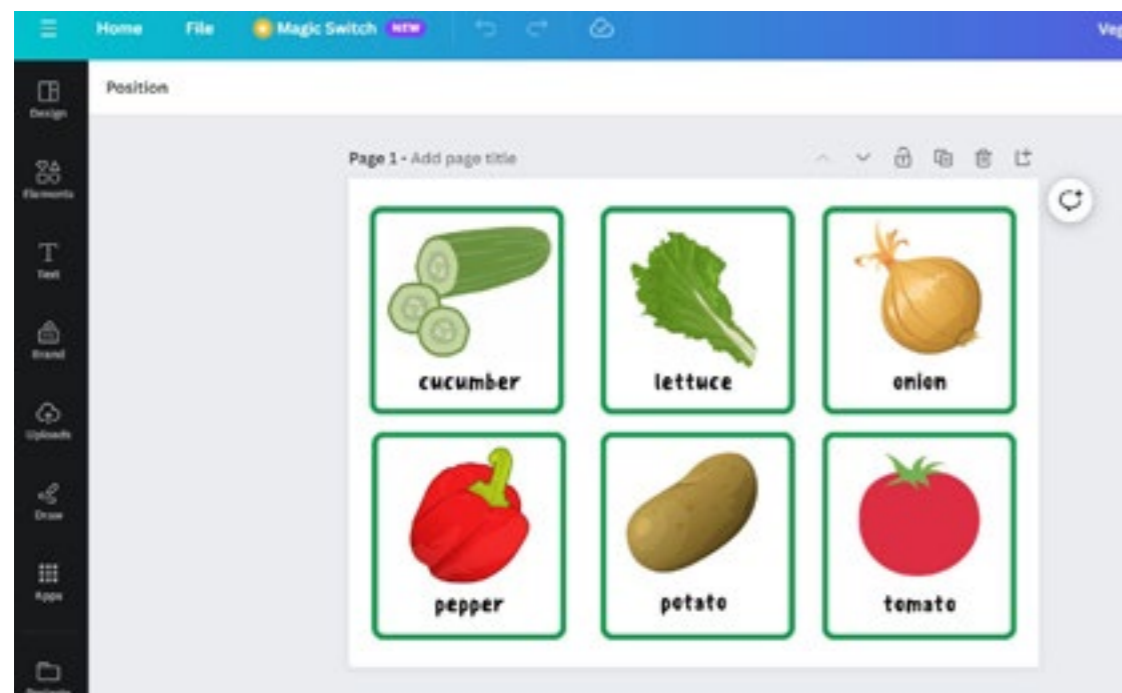 Home File Magic Switch NEW Veg
Position
Design
Page 1 - Add page title
Elements
Text
Brand
Uploads
Draw
Apps
cucumber lettuce onion
pepper potato tomato